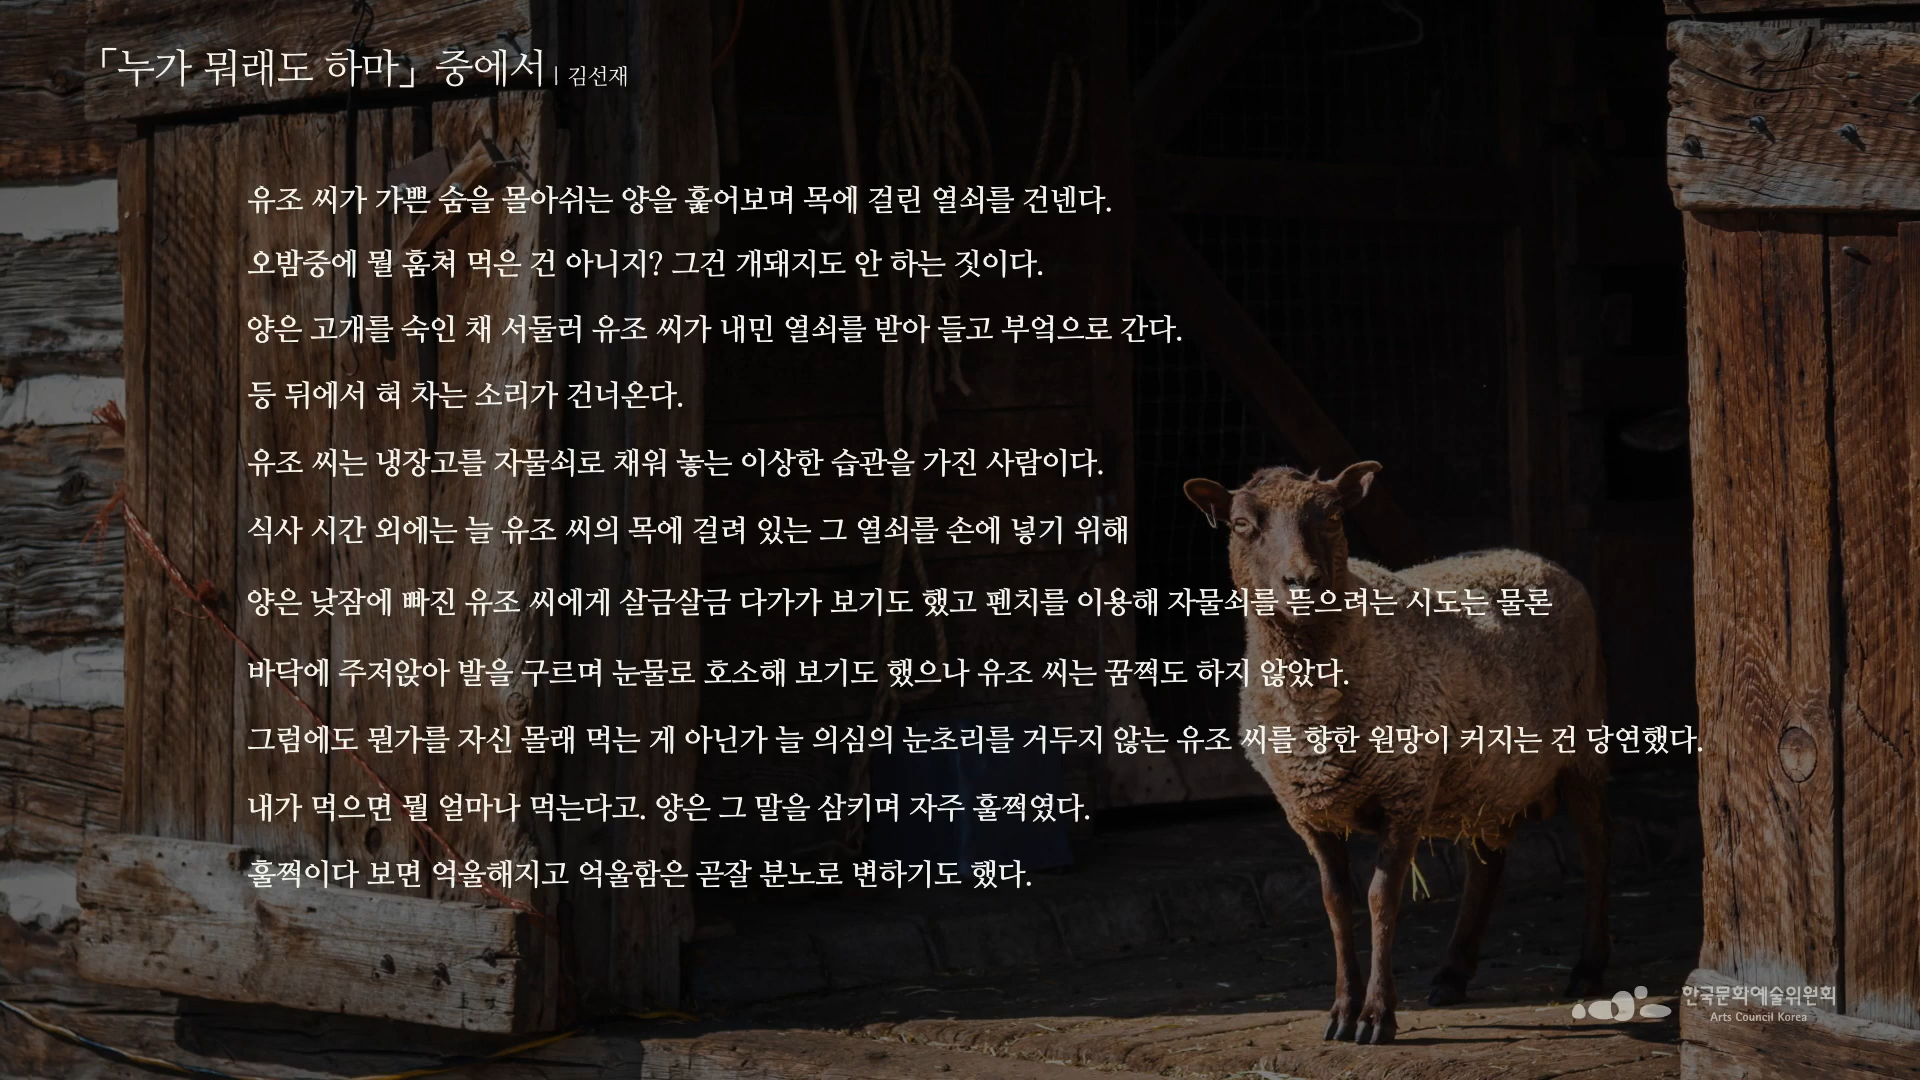 「누가 뭐래도 하마」 중에서 | 김선재
유조 씨가 가쁜 숨을 몰아쉬는 양을 훑어보며 목에 걸린 열쇠를 건넨다.
오밤중에 뭘 훔쳐 먹은 건 아니지? 그건 개돼지도 안 하는 짓이다.
양은 고개를 숙인 채 서둘러 유조 씨가 내민 열쇠를 받아 들고 부엌으로 간다.
등 뒤에서 혀 차는 소리가 건너온다.
유조 씨는 냉장고를 자물쇠로 채워 놓는 이상한 습관을 가진 사람이다.
식사 시간 외에는 늘 유조 씨의 목에 걸려 있는 그 열쇠를 손에 넣기 위해
양은 낮잠에 빠진 유조 씨에게 살금살금 다가가 보기도 했고 펜치를 이용해 자물쇠를 뜯으려는 시도는 물론
바닥에 주저앉아 발을 구르며 눈물로 호소해 보기도 했으나 유조 씨는 꿈쩍도 하지 않았다.
그럼에도 뭔가를 자신 몰래 먹는 게 아닌가 늘 의심의 눈초리를 거두지 않는 유조 씨를 향한 원망이 커지는 건 당연했다.
내가 먹으면 뭘 얼마나 먹는다고. 양은 그 말을 삼키며 자주 훌쩍였다.
훌쩍이다 보면 억울해지고 억울함은 곧잘 분노로 변하기도 했다.
한국문화예술위원회
Arts Council Korea